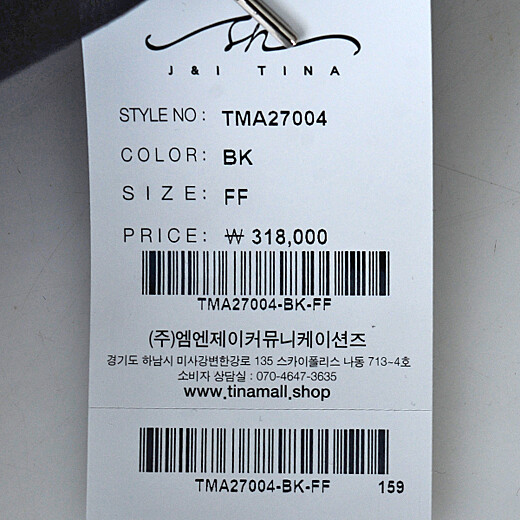 sh
J & I TINA
STYLE NO : TMA27004
COLOR: BK
SIZE: FF
PRICE: ₩ 318,000
TMA27004-BK-FF
(주)엠엔제이커뮤니케이션즈
경기도 하남시 미사강변한강로 135 스카이폴리스 나동 713~4호
소비자 상담실 : 070-4647-3635
www.tinamall.shop
TMA27004-BK-FF 159